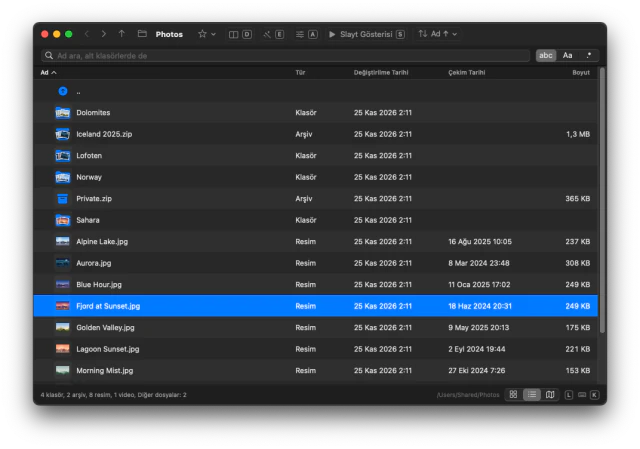 Photos D E A Slayt Gösterisi S Ad
Ad ara, alt klasörlerde de abc Aa .*
Ad Tür Değiştirilme Tarihi Çekim Tarihi Boyut
..
Dolomites Klasör 25 Kas 2026 2:11
Iceland 2025.zip Arşiv 25 Kas 2026 2:11 1,3 MB
Lofoten Klasör 25 Kas 2026 2:11
Norway Klasör 25 Kas 2026 2:11
Private.zip Arşiv 25 Kas 2026 2:11 365 KB
Sahara Klasör 25 Kas 2026 2:11
Alpine Lake.jpg Resim 25 Kas 2026 2:11 16 Ağu 2025 10:05 237 KB
Aurora.jpg Resim 25 Kas 2026 2:11 8 Mar 2024 23:48 308 KB
Blue Hour.jpg Resim 25 Kas 2026 2:11 11 Oca 2025 17:02 249 KB
Fjord at Sunset.jpg Resim 25 Kas 2026 2:11 18 Haz 2024 20:31 249 KB
Golden Valley.jpg Resim 25 Kas 2026 2:11 9 May 2025 20:13 175 KB
Lagoon Sunset.jpg Resim 25 Kas 2026 2:11 2 Eyl 2024 19:44 221 KB
Morning Mist.jpg Resim 25 Kas 2026 2:11 27 Eki 2024 7:26 153 KB
4 klasör, 2 arşiv, 8 resim, 1 video, Diğer dosyalar: 2 /Users/Shared/Photos L K